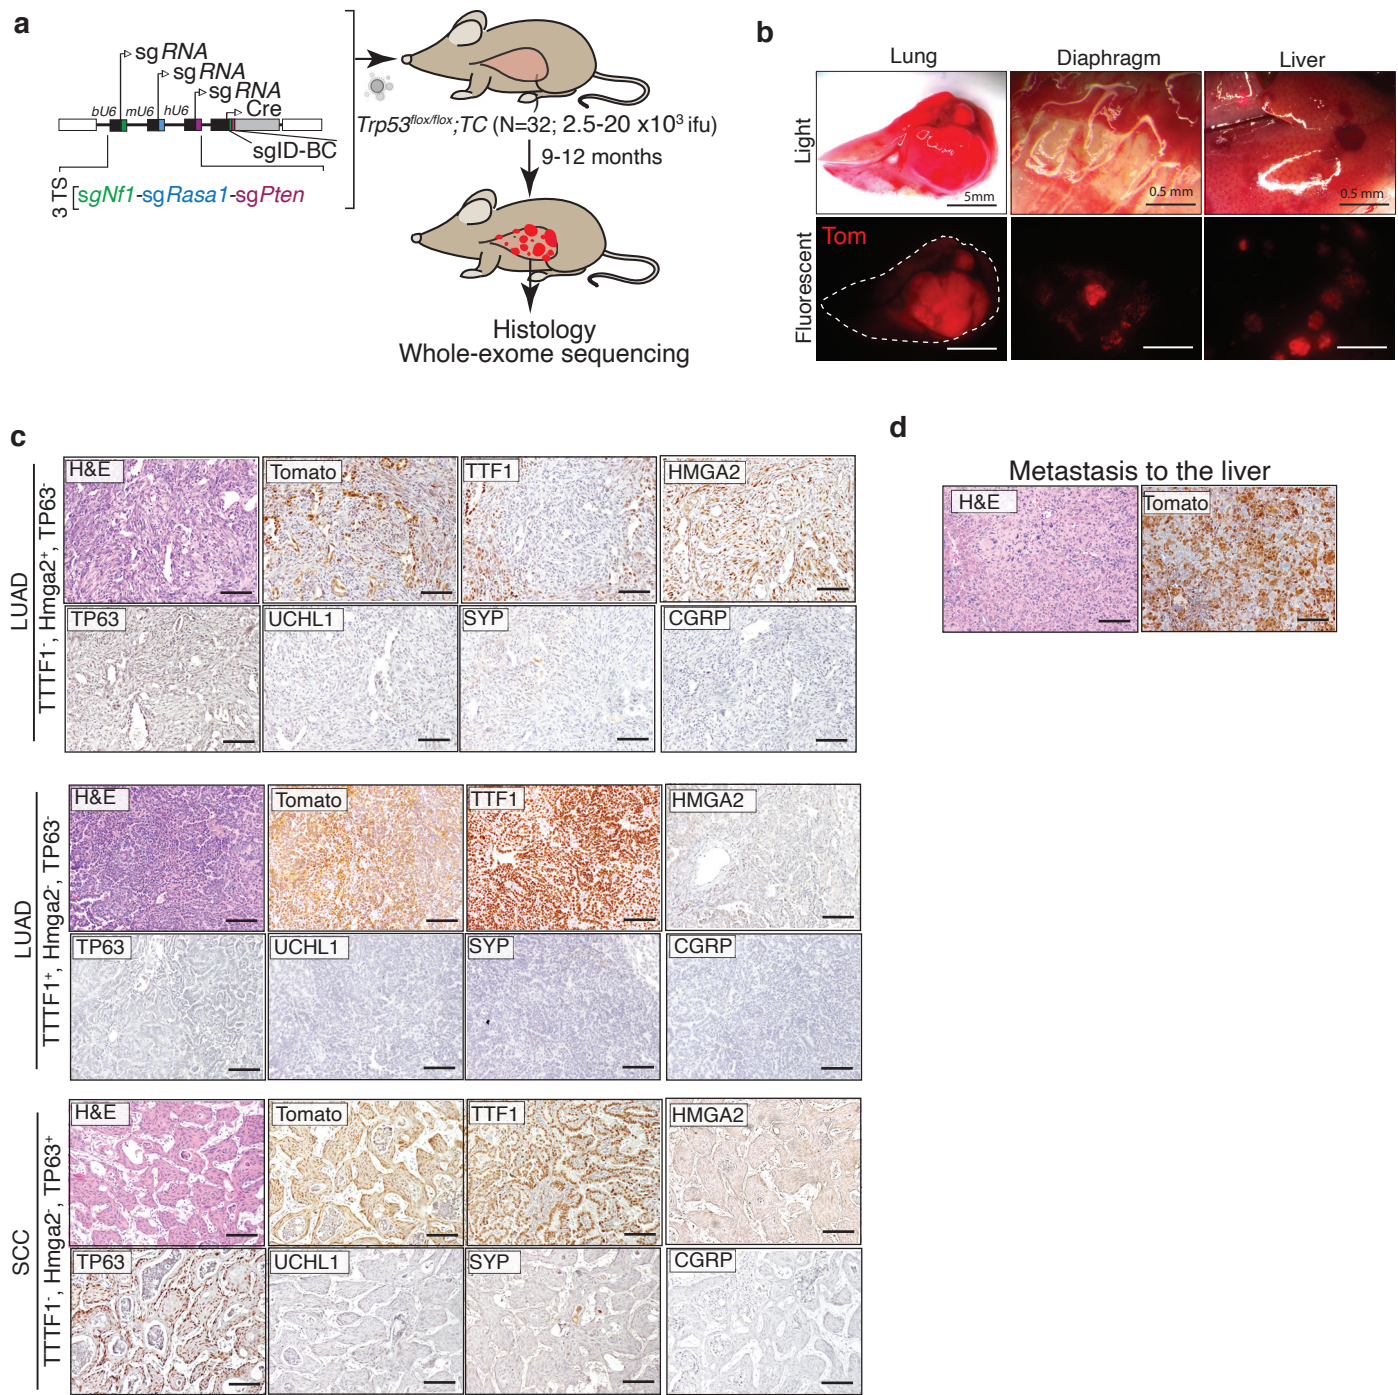 a
sgRNA
sgRNA
sgRNA
bU6 mU6 hU6 Cre
sgID-BC
3 TS
sgNf1-sgRasa1-sgPten
Trp53flox/flox;TC (N=32; 2.5-20 x10³ ifu)
9-12 months
Histology
Whole-exome sequencing
b
Lung Diaphragm Liver
Light
5mm 0.5 mm 0.5 mm
Fluorescent
Tom
c
LUAD
TTTF1-, Hmga2+, TP63-
H&E Tomato TTF1 HMGA2
TP63 UCHL1 SYP CGRP
LUAD
TTTF1+, Hmga2-, TP63-
H&E Tomato TTF1 HMGA2
TP63 UCHL1 SYP CGRP
SCC
TTTF1-, Hmga2-, TP63+
H&E Tomato TTF1 HMGA2
TP63 UCHL1 SYP CGRP
d
Metastasis to the liver
H&E Tomato